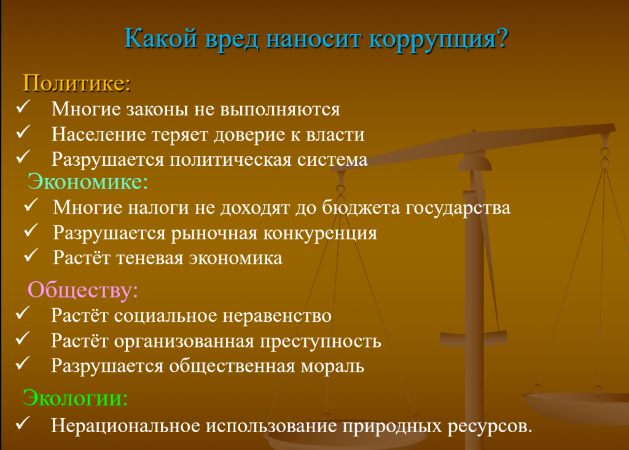 Какой вред наносит коррупция?
Политике:
✓ Многие законы не выполняются
✓ Население теряет доверие к власти
✓ Разрушается политическая система
Экономике:
✓ Многие налоги не доходят до бюджета государства
✓ Разрушается рыночная конкуренция
✓ Растёт теневая экономика
Обществу:
✓ Растёт социальное неравенство
✓ Растёт организованная преступность
✓ Разрушается общественная мораль
Экологии:
✓ Нерациональное использование природных ресурсов.